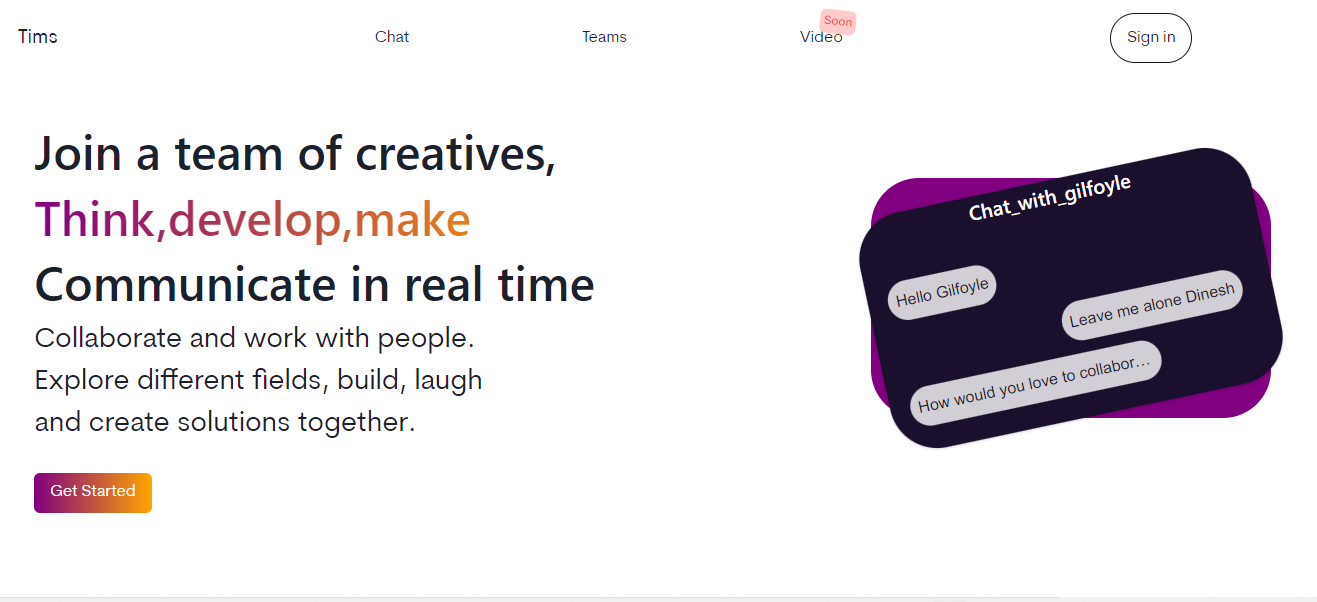 Tims
Chat
Teams
Video
Soon
Sign in
Join a team of creatives,
Think,develop,make
Communicate in real time
Collaborate and work with people.
Explore different fields, build, laugh
and create solutions together.
Get Started
Chat_with_gilfoyle
Hello Gilfoyle
Leave me alone Dinesh
How would you love to collabor...